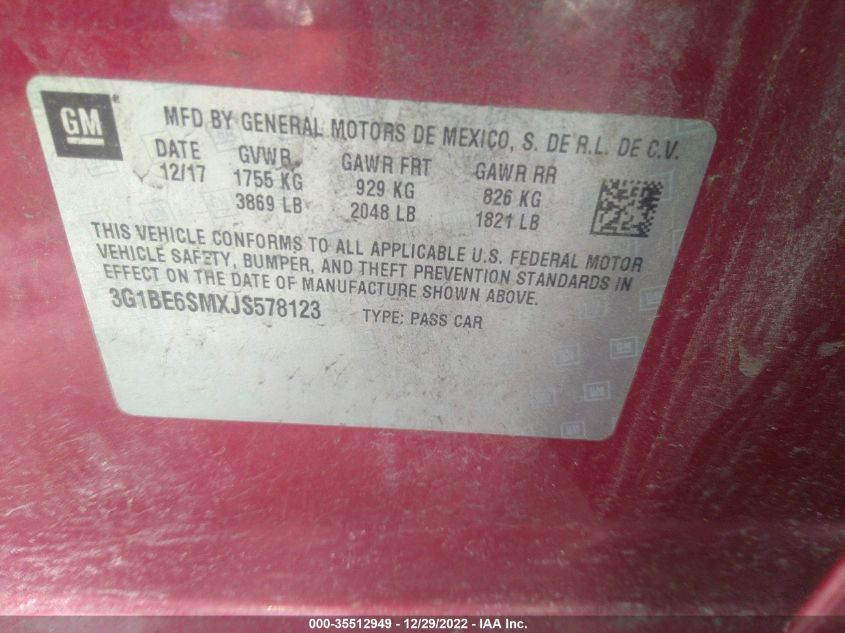 GM
MFD BY GENERAL MOTORS DE MEXICO, S. DE R.L. DE C.V.
DATE GVWR GAWR FRT GAWR RR
12/17 1755 KG 929 KG 826 KG
3869 LB 2048 LB 1821 LB
THIS VEHICLE CONFORMS TO ALL APPLICABLE U.S. FEDERAL MOTOR
VEHICLE SAFETY, BUMPER, AND THEFT PREVENTION STANDARDS IN
EFFECT ON THE DATE OF MANUFACTURE SHOWN ABOVE.
3G1BE6SMXJS578123 TYPE: PASS CAR
000-35512949 - 12/29/2022 - IAA Inc.